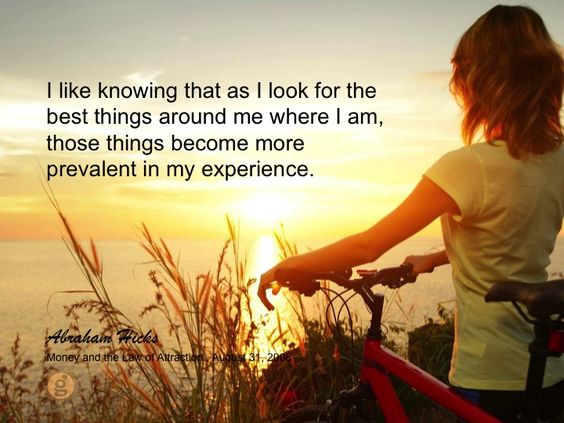 I like knowing that as I look for the
best things around me where I am,
those things become more
prevalent in my experience.
Abraham Hicks
Money and the Law of Attraction, August 31, 2008
g